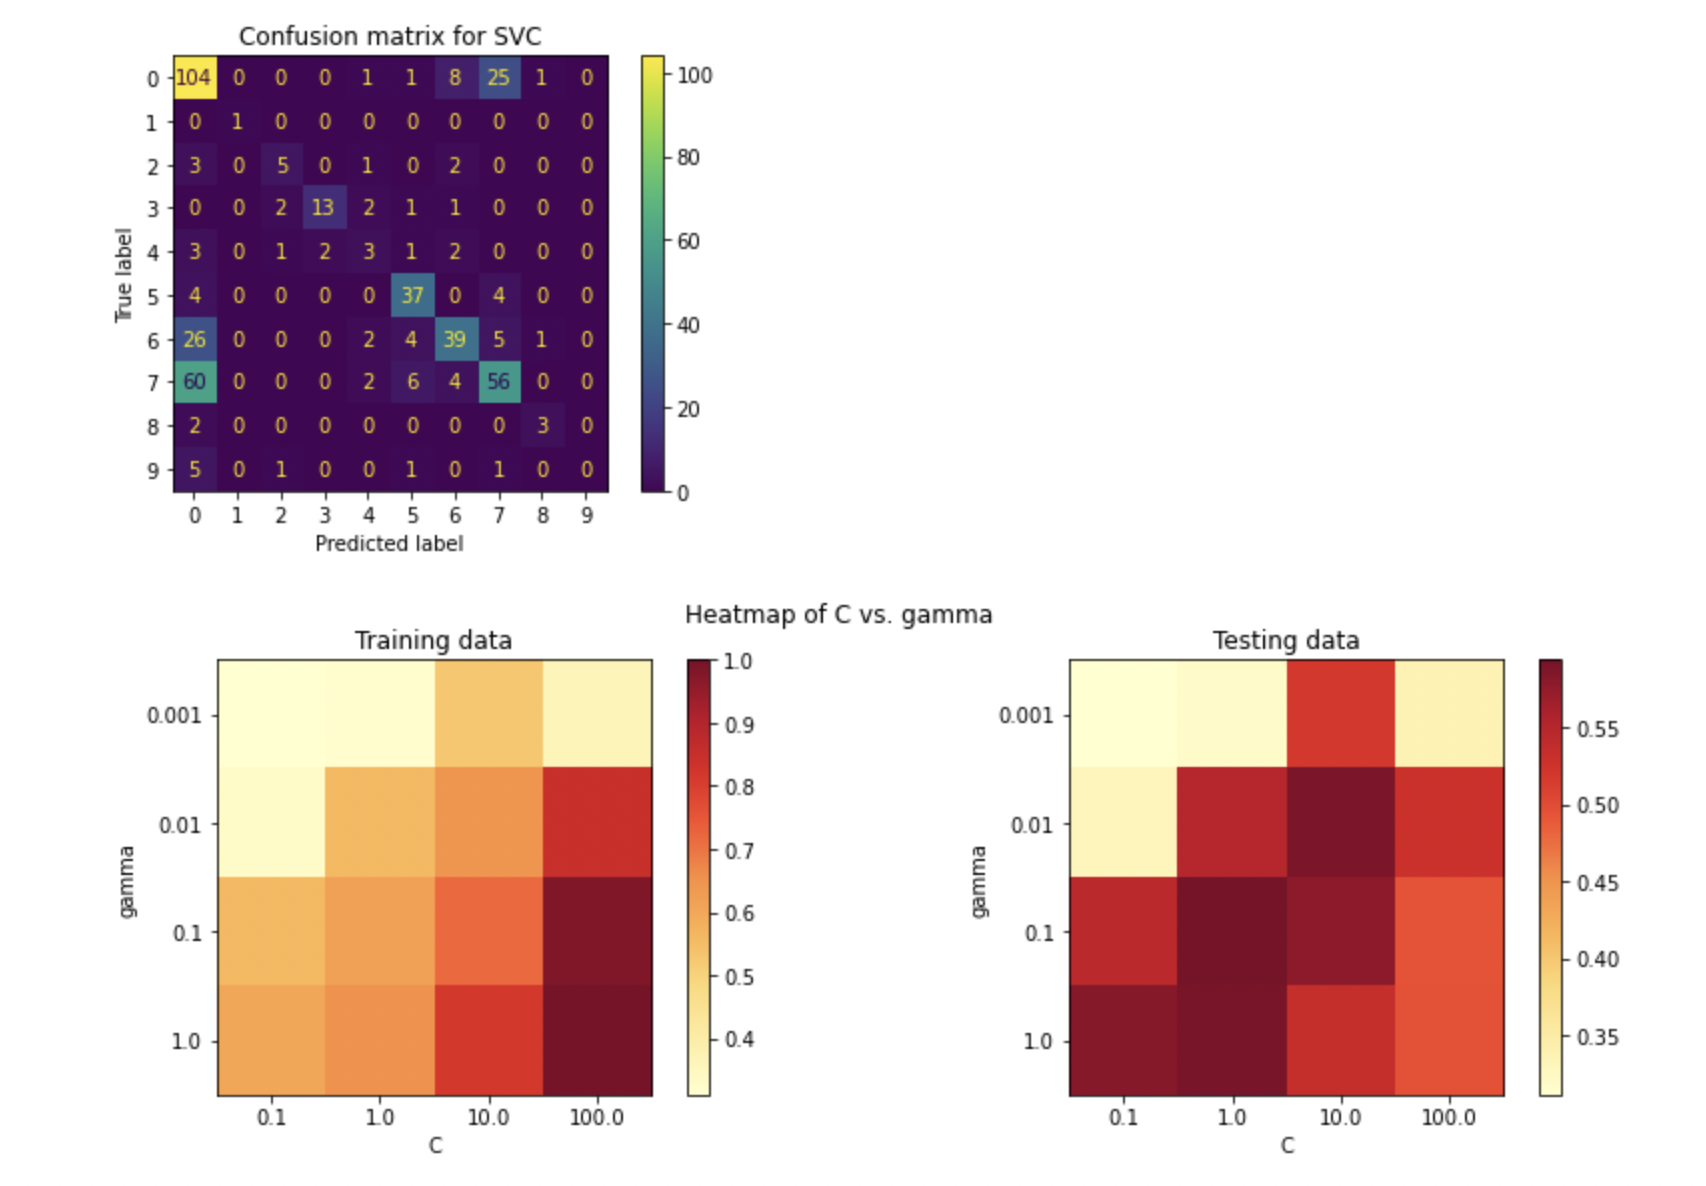 Confusion matrix for SVC
0 104 0 0 0 1 1 8 25 1 0
1 0 1 0 0 0 0 0 0 0 0
2 3 0 5 0 1 0 2 0 0 0
3 0 0 2 13 2 1 1 0 0 0
4 3 0 1 2 3 1 2 0 0 0
5 4 0 0 0 0 37 0 4 0 0
6 26 0 0 0 2 4 39 5 1 0
7 60 0 0 0 2 6 4 56 0 0
8 2 0 0 0 0 0 0 0 3 0
9 5 0 1 0 0 1 0 1 0 0
0 1 2 3 4 5 6 7 8 9
True label
Predicted label
100
80
60
40
20
0
Heatmap of C vs. gamma
Training data
0.001
0.01
0.1
1.0
gamma
0.1 1.0 10.0 100.0
C
1.0
0.9
0.8
0.7
0.6
0.5
0.4
Testing data
0.001
0.01
0.1
1.0
gamma
0.1 1.0 10.0 100.0
C
0.55
0.50
0.45
0.40
0.35